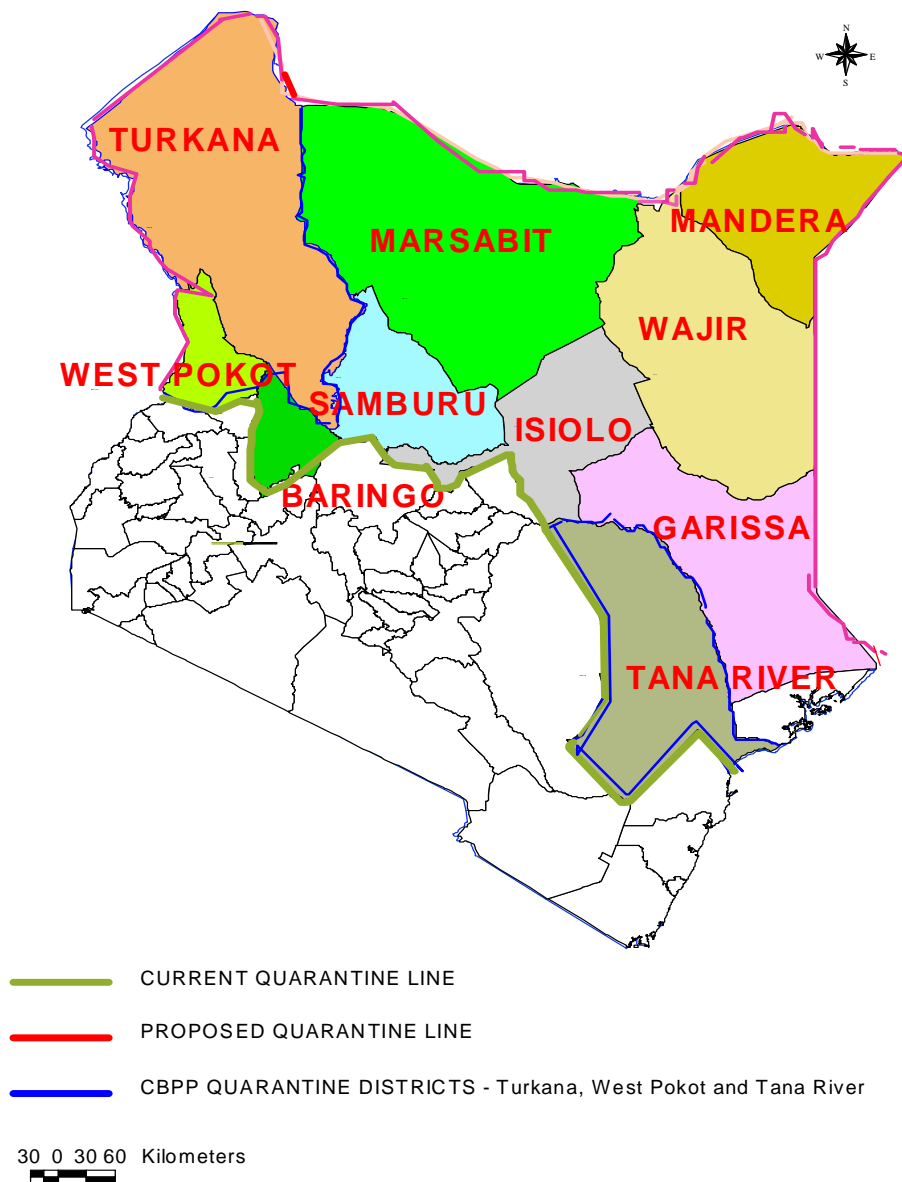 N
W E
S
TURKANA
MARSABIT
MANDERA
WAJIR
WEST POKOT
SAMBURU
ISIOLO
BARINGO
GARISSA
TANA RIVER
CURRENT QUARANTINE LINE
PROPOSED QUARANTINE LINE
CBPP QUARANTINE DISTRICTS - Turkana, West Pokot and Tana River
30 0 30 60 Kilometers